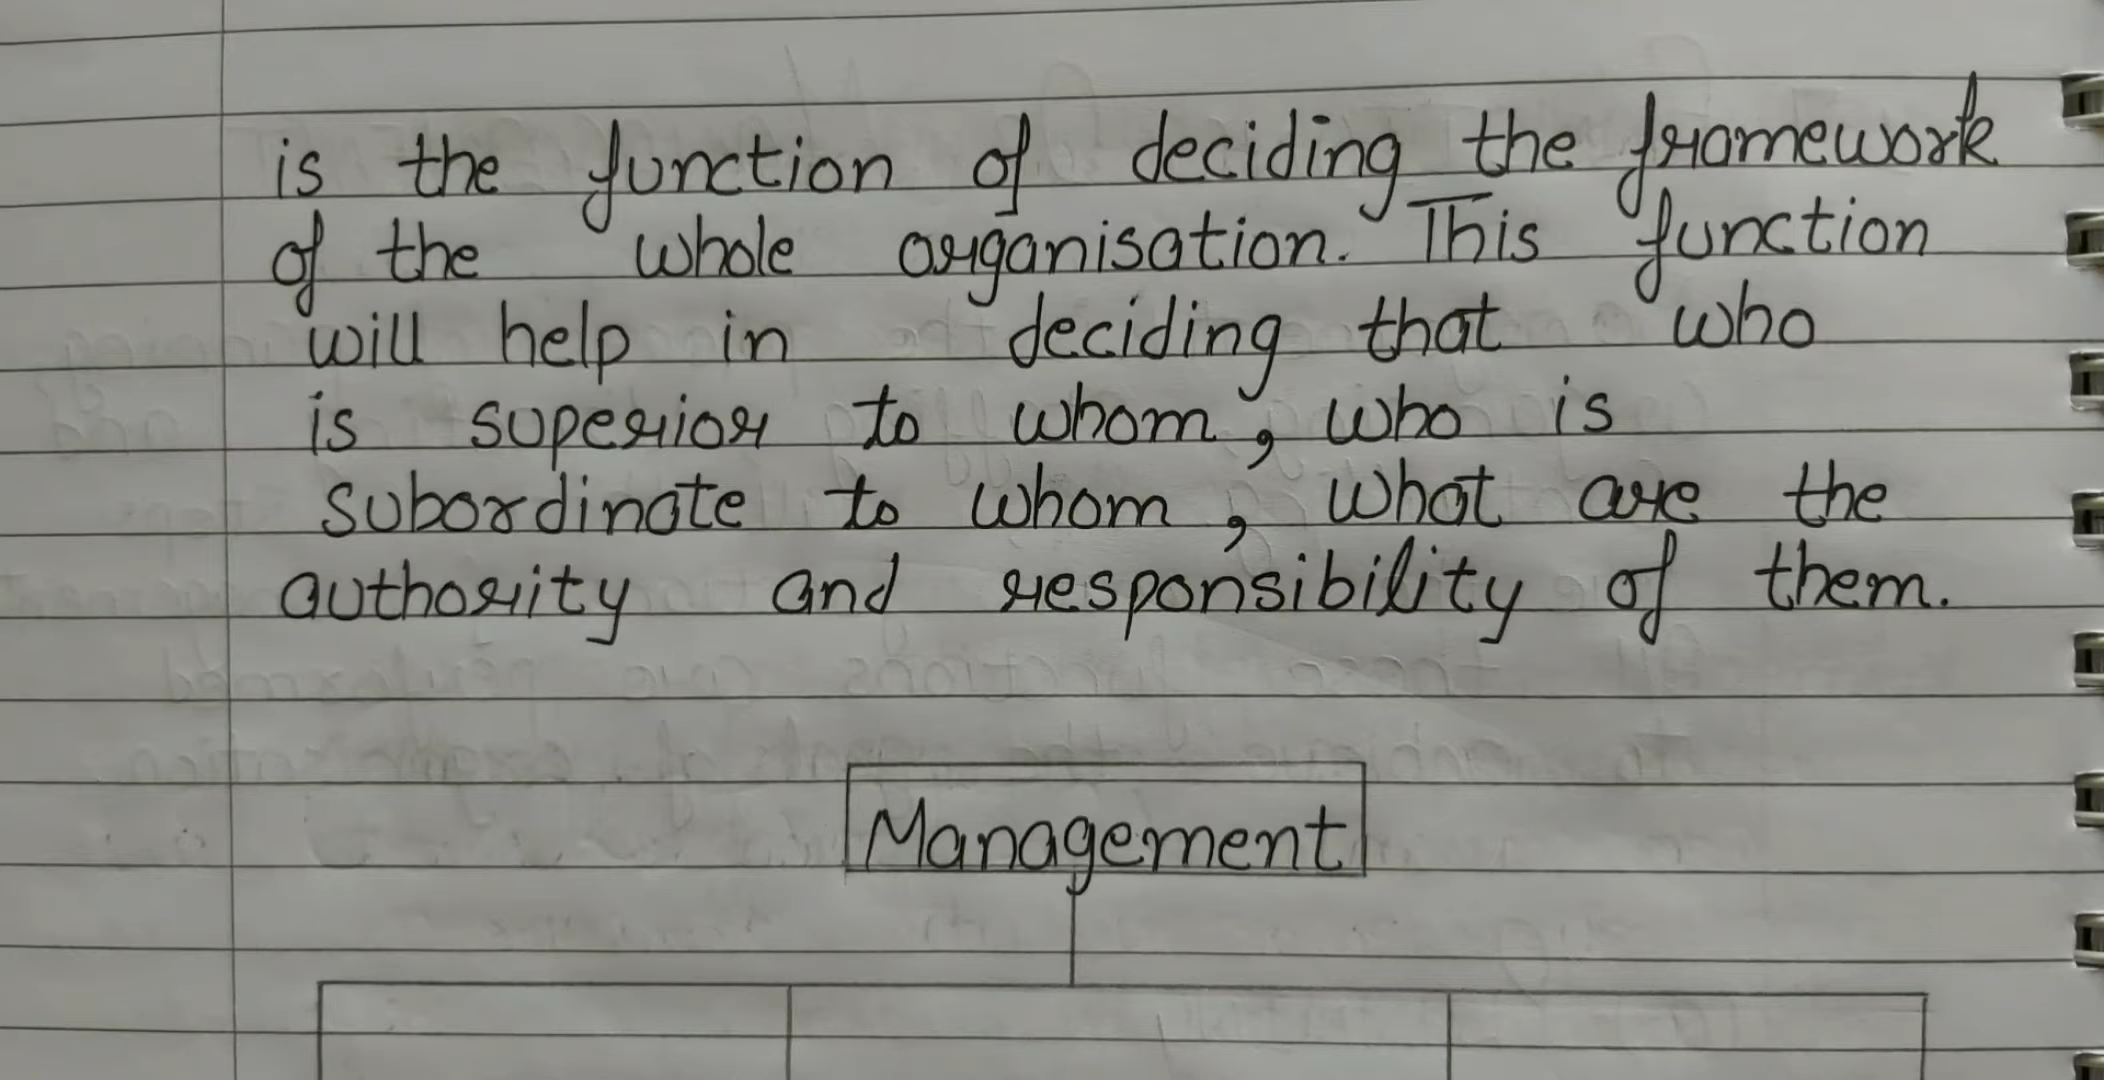 is the function of deciding the framework
of the whole organisation. This function
will help in deciding that who
is superior to whom, who is
subordinate to whom, what are the
authority and responsibility of them.
Management